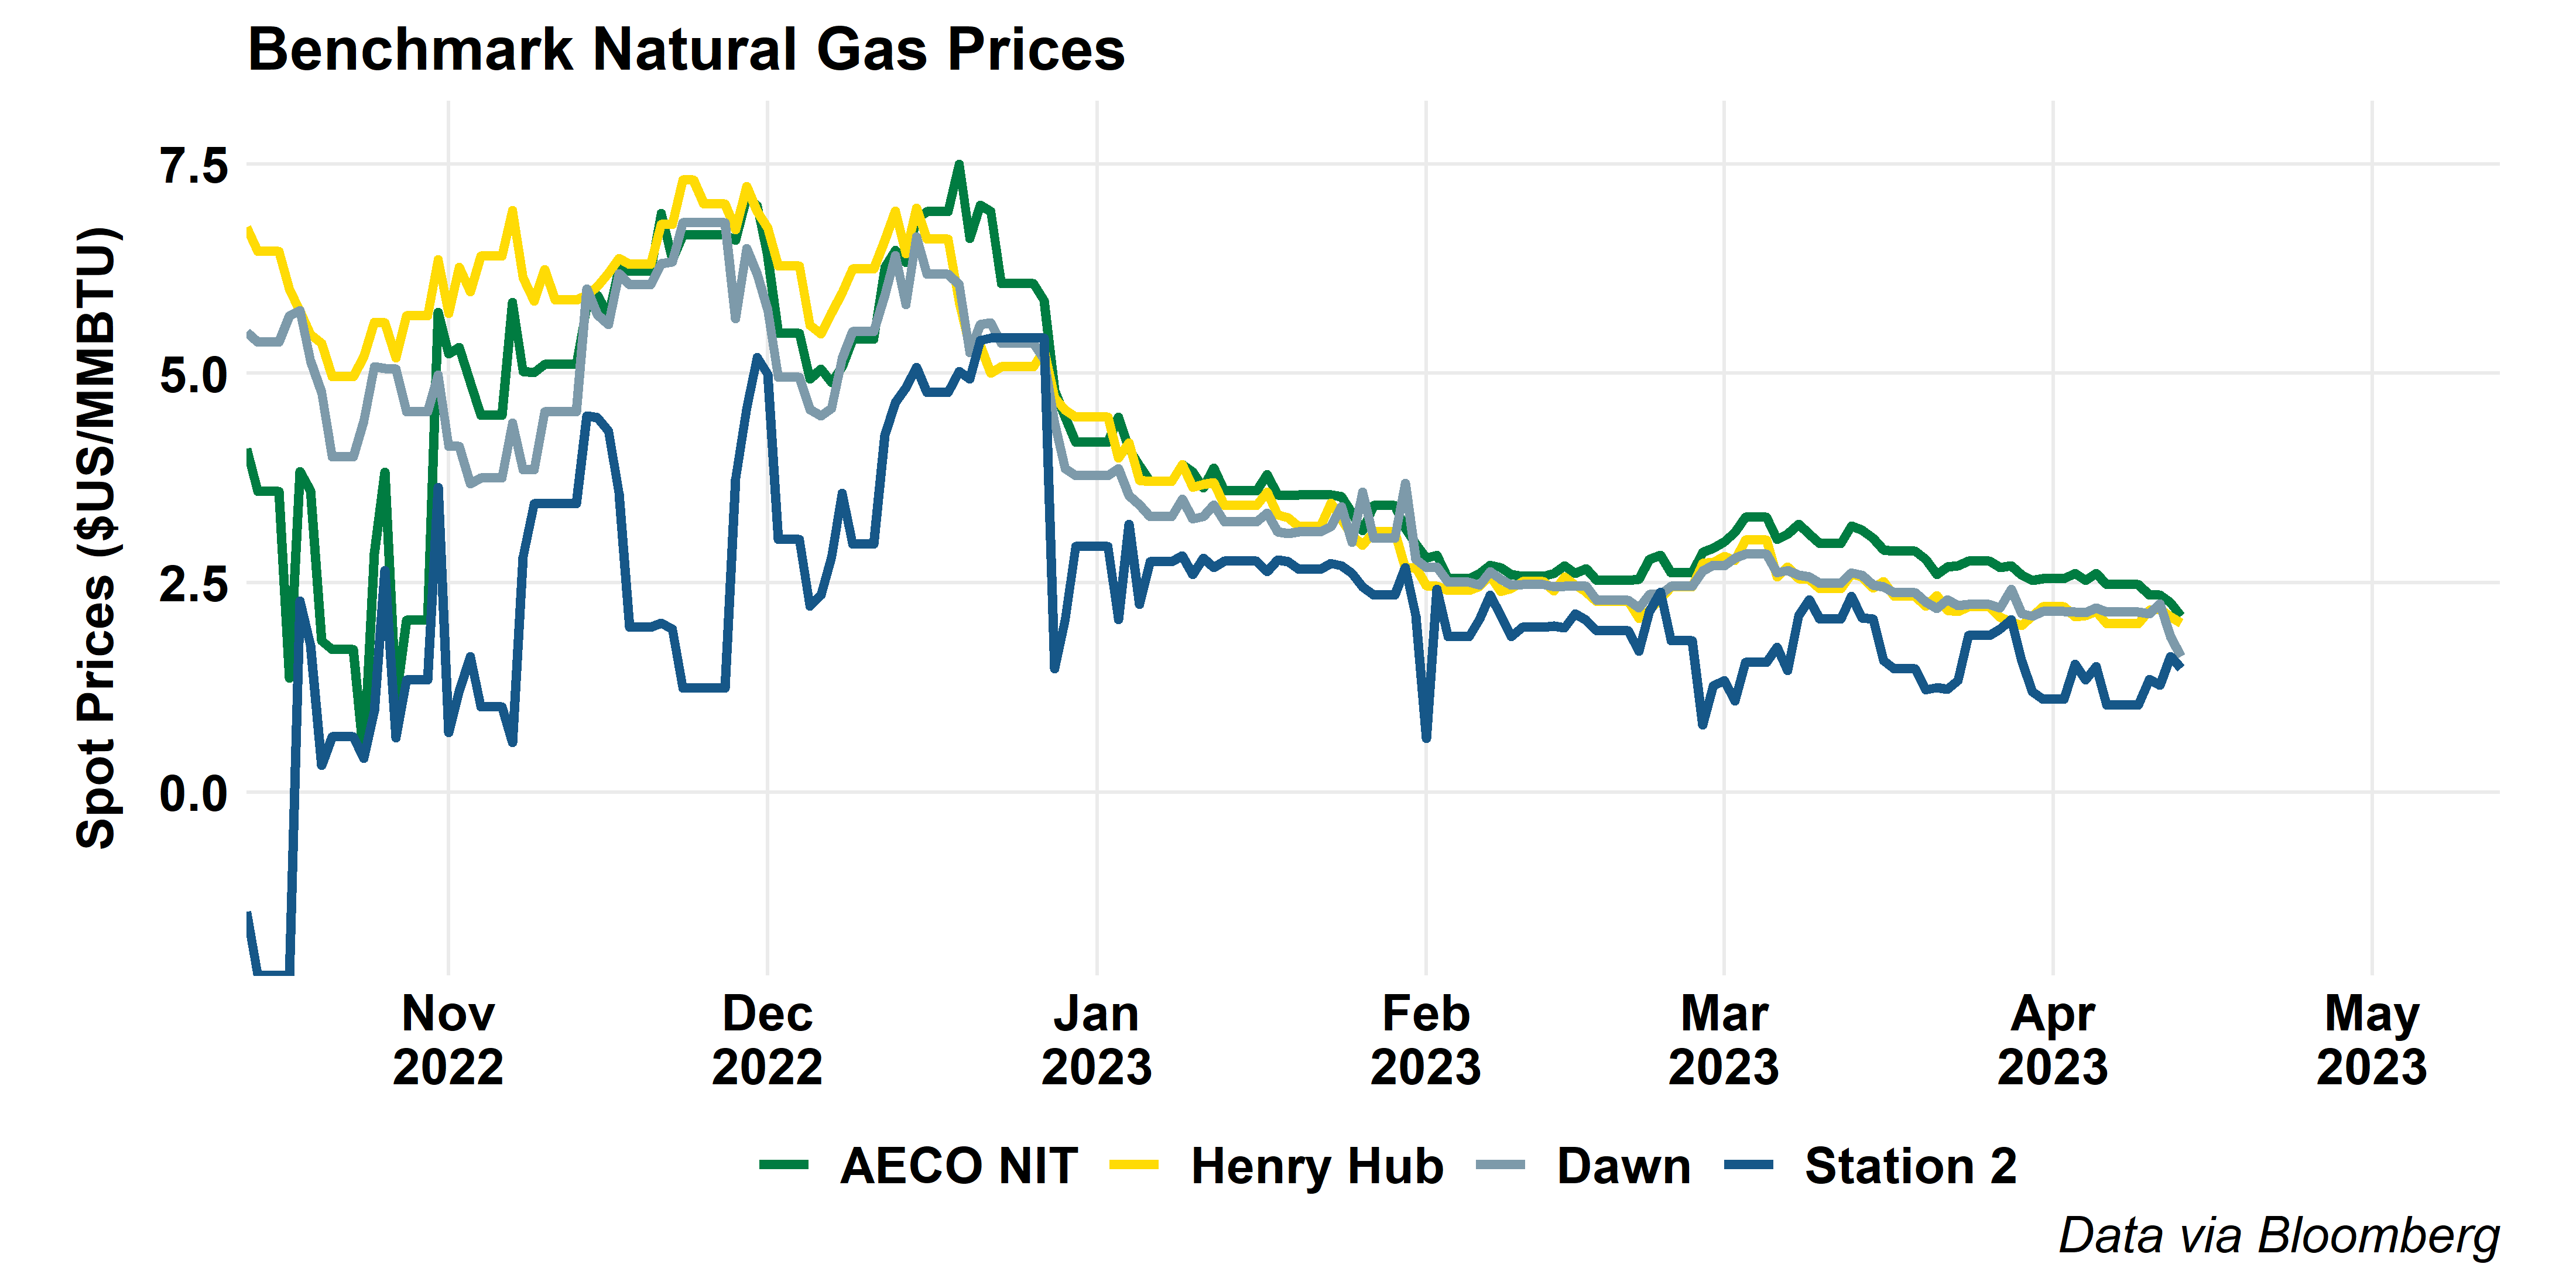 Benchmark Natural Gas Prices
Spot Prices ($US/MMBTU)
7.5
5.0
2.5
0.0
Nov 2022
Dec 2022
Jan 2023
Feb 2023
Mar 2023
Apr 2023
May 2023
AECO NIT
Henry Hub
Dawn
Station 2
Data via Bloomberg